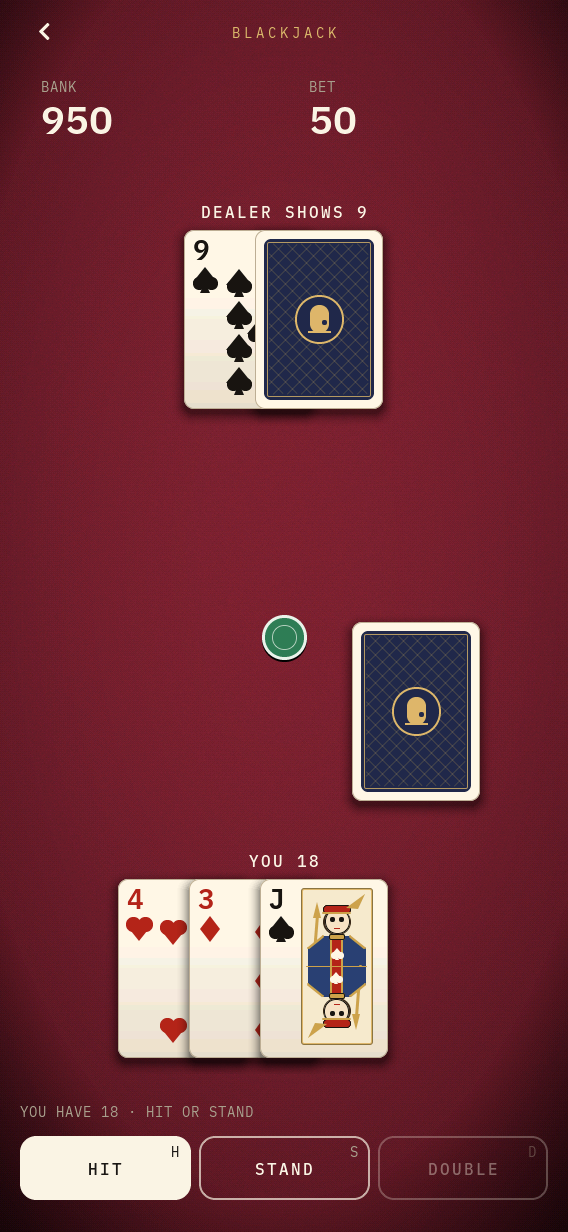 BLACKJACK
BANK BET
950 50
DEALER SHOWS 9
9
YOU 18
4 3 J
YOU HAVE 18 · HIT OR STAND
HIT H STAND S DOUBLE D